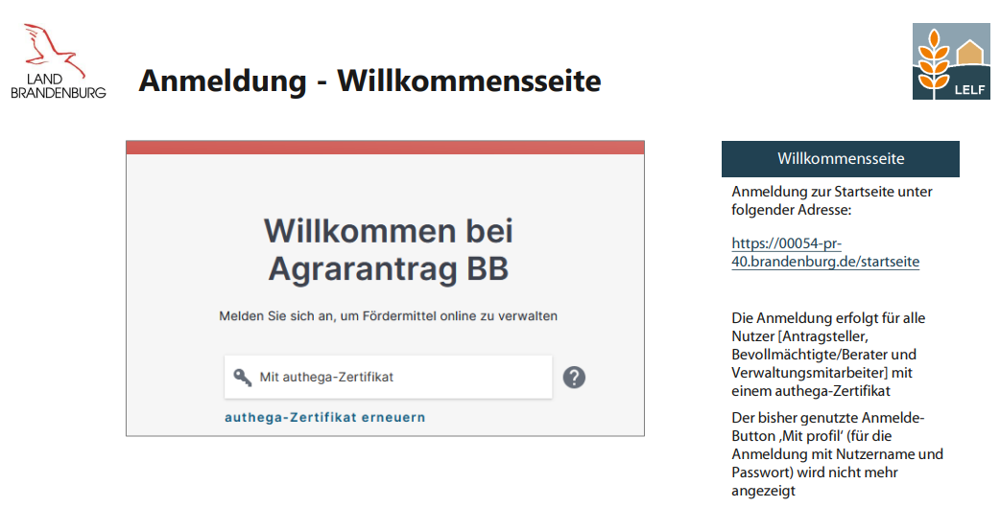 LAND
BRANDENBURG
Anmeldung - Willkommensseite
LELF
Willkommen bei
Agrarantrag BB
Melden Sie sich an, um Fördermittel online zu verwalten
Mit authega-Zertifikat
?
authega-Zertifikat erneuern
Willkommensseite
Anmeldung zur Startseite unter
folgender Adresse:
https://00054-pr-
40.brandenburg.de/startseite
Die Anmeldung erfolgt für alle
Nutzer [Antragsteller,
Bevollmächtigte/Berater und
Verwaltungsmitarbeiter] mit
einem authega-Zertifikat
Der bisher genutzte Anmelde-
Button ‚Mit profil‘ (für die
Anmeldung mit Nutzername und
Passwort) wird nicht mehr
angezeigt